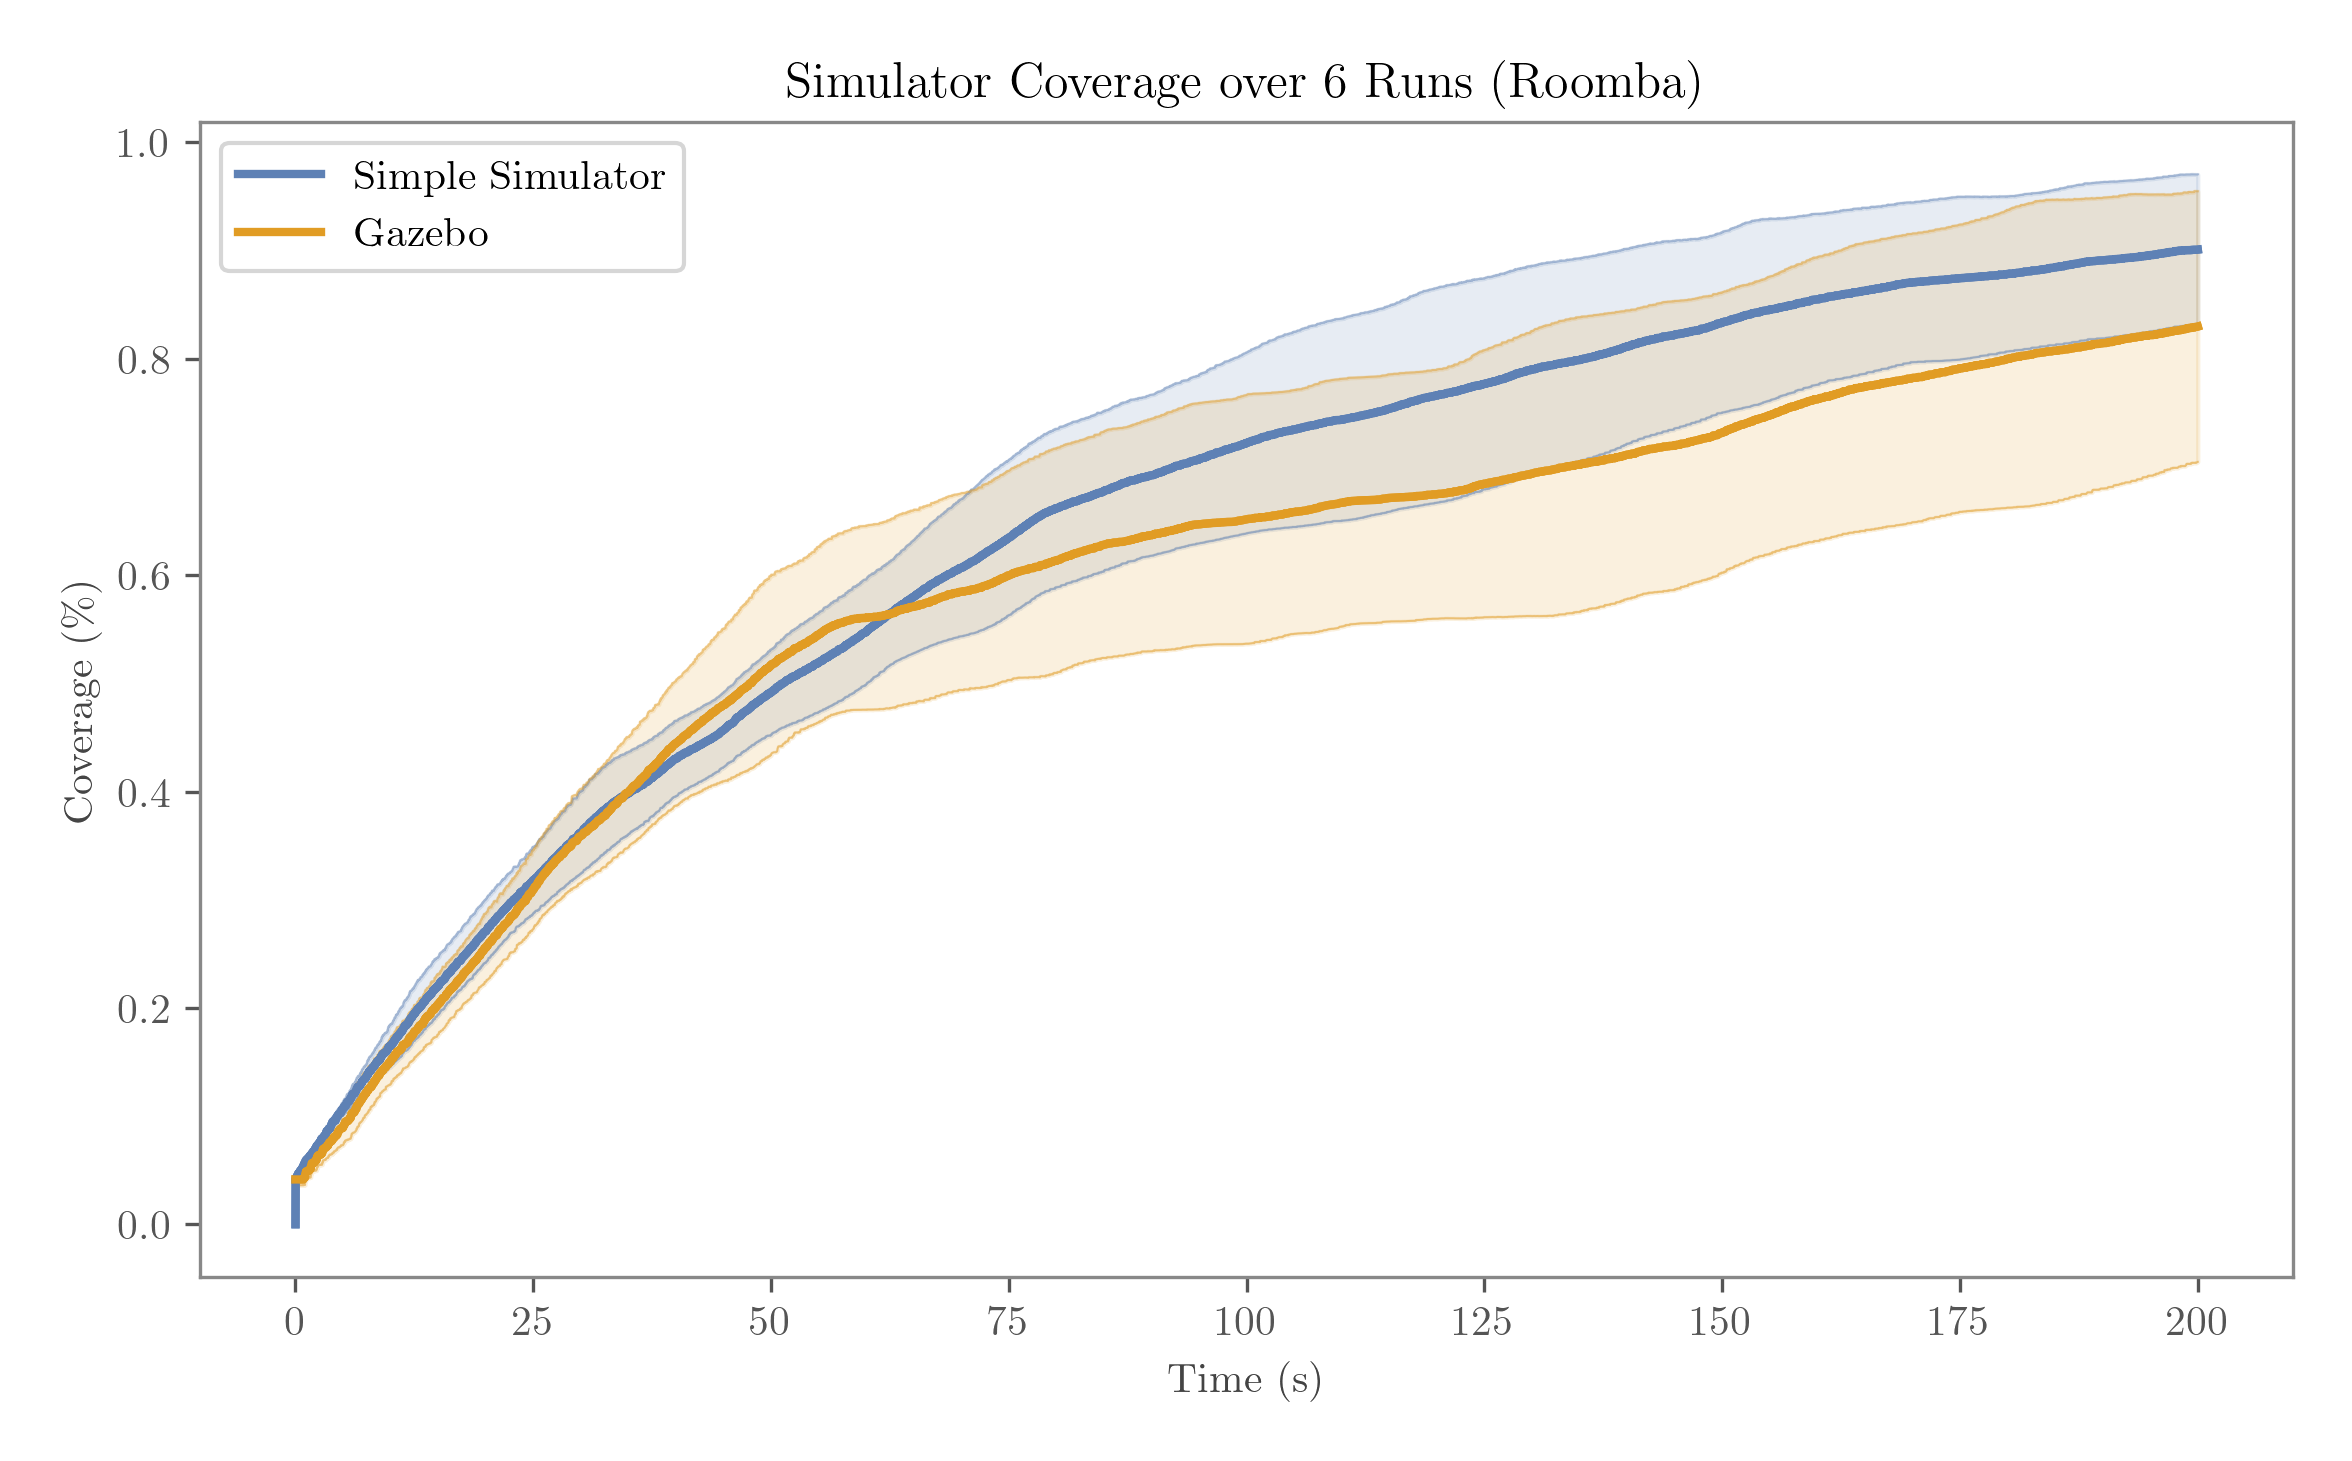 Simulator Coverage over 6 Runs (Roomba)
Simple Simulator
Gazebo
Coverage (%)
1.0
0.8
0.6
0.4
0.2
0.0
0 25 50 75 100 125 150 175 200
Time (s)